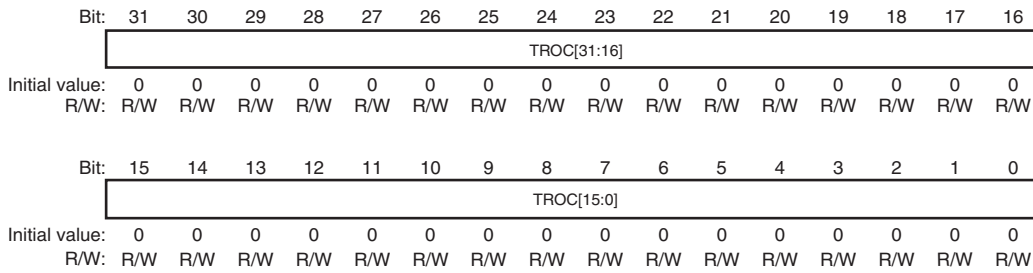 Bit: 31 30 29 28 27 26 25 24 23 22 21 20 19 18 17 16
TROC[31:16]
Initial value: 0 0 0 0 0 0 0 0 0 0 0 0 0 0 0 0
R/W: R/W R/W R/W R/W R/W R/W R/W R/W R/W R/W R/W R/W R/W R/W R/W R/W
Bit: 15 14 13 12 11 10 9 8 7 6 5 4 3 2 1 0
TROC[15:0]
Initial value: 0 0 0 0 0 0 0 0 0 0 0 0 0 0 0 0
R/W: R/W R/W R/W R/W R/W R/W R/W R/W R/W R/W R/W R/W R/W R/W R/W R/W